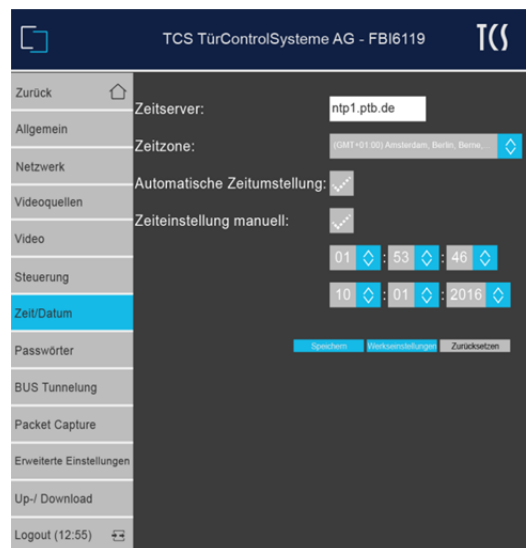 TCS TürControlSysteme AG - FBI6119
TCS
Zurück
Allgemein
Netzwerk
Videoquellen
Video
Steuerung
Zeit/Datum
Passwörter
BUS Tunnelung
Packet Capture
Erweiterte Einstellungen
Up-/ Download
Logout (12:55)
Zeitserver: ntp1.ptb.de
Zeitzone: (GMT+01:00) Amsterdam, Berlin, Berne,
Automatische Zeitumstellung:
Zeiteinstellung manuell:
01 : 53 : 46
10 : 01 : 2016
Speichern Werkseinstellungen Zurücksetzen